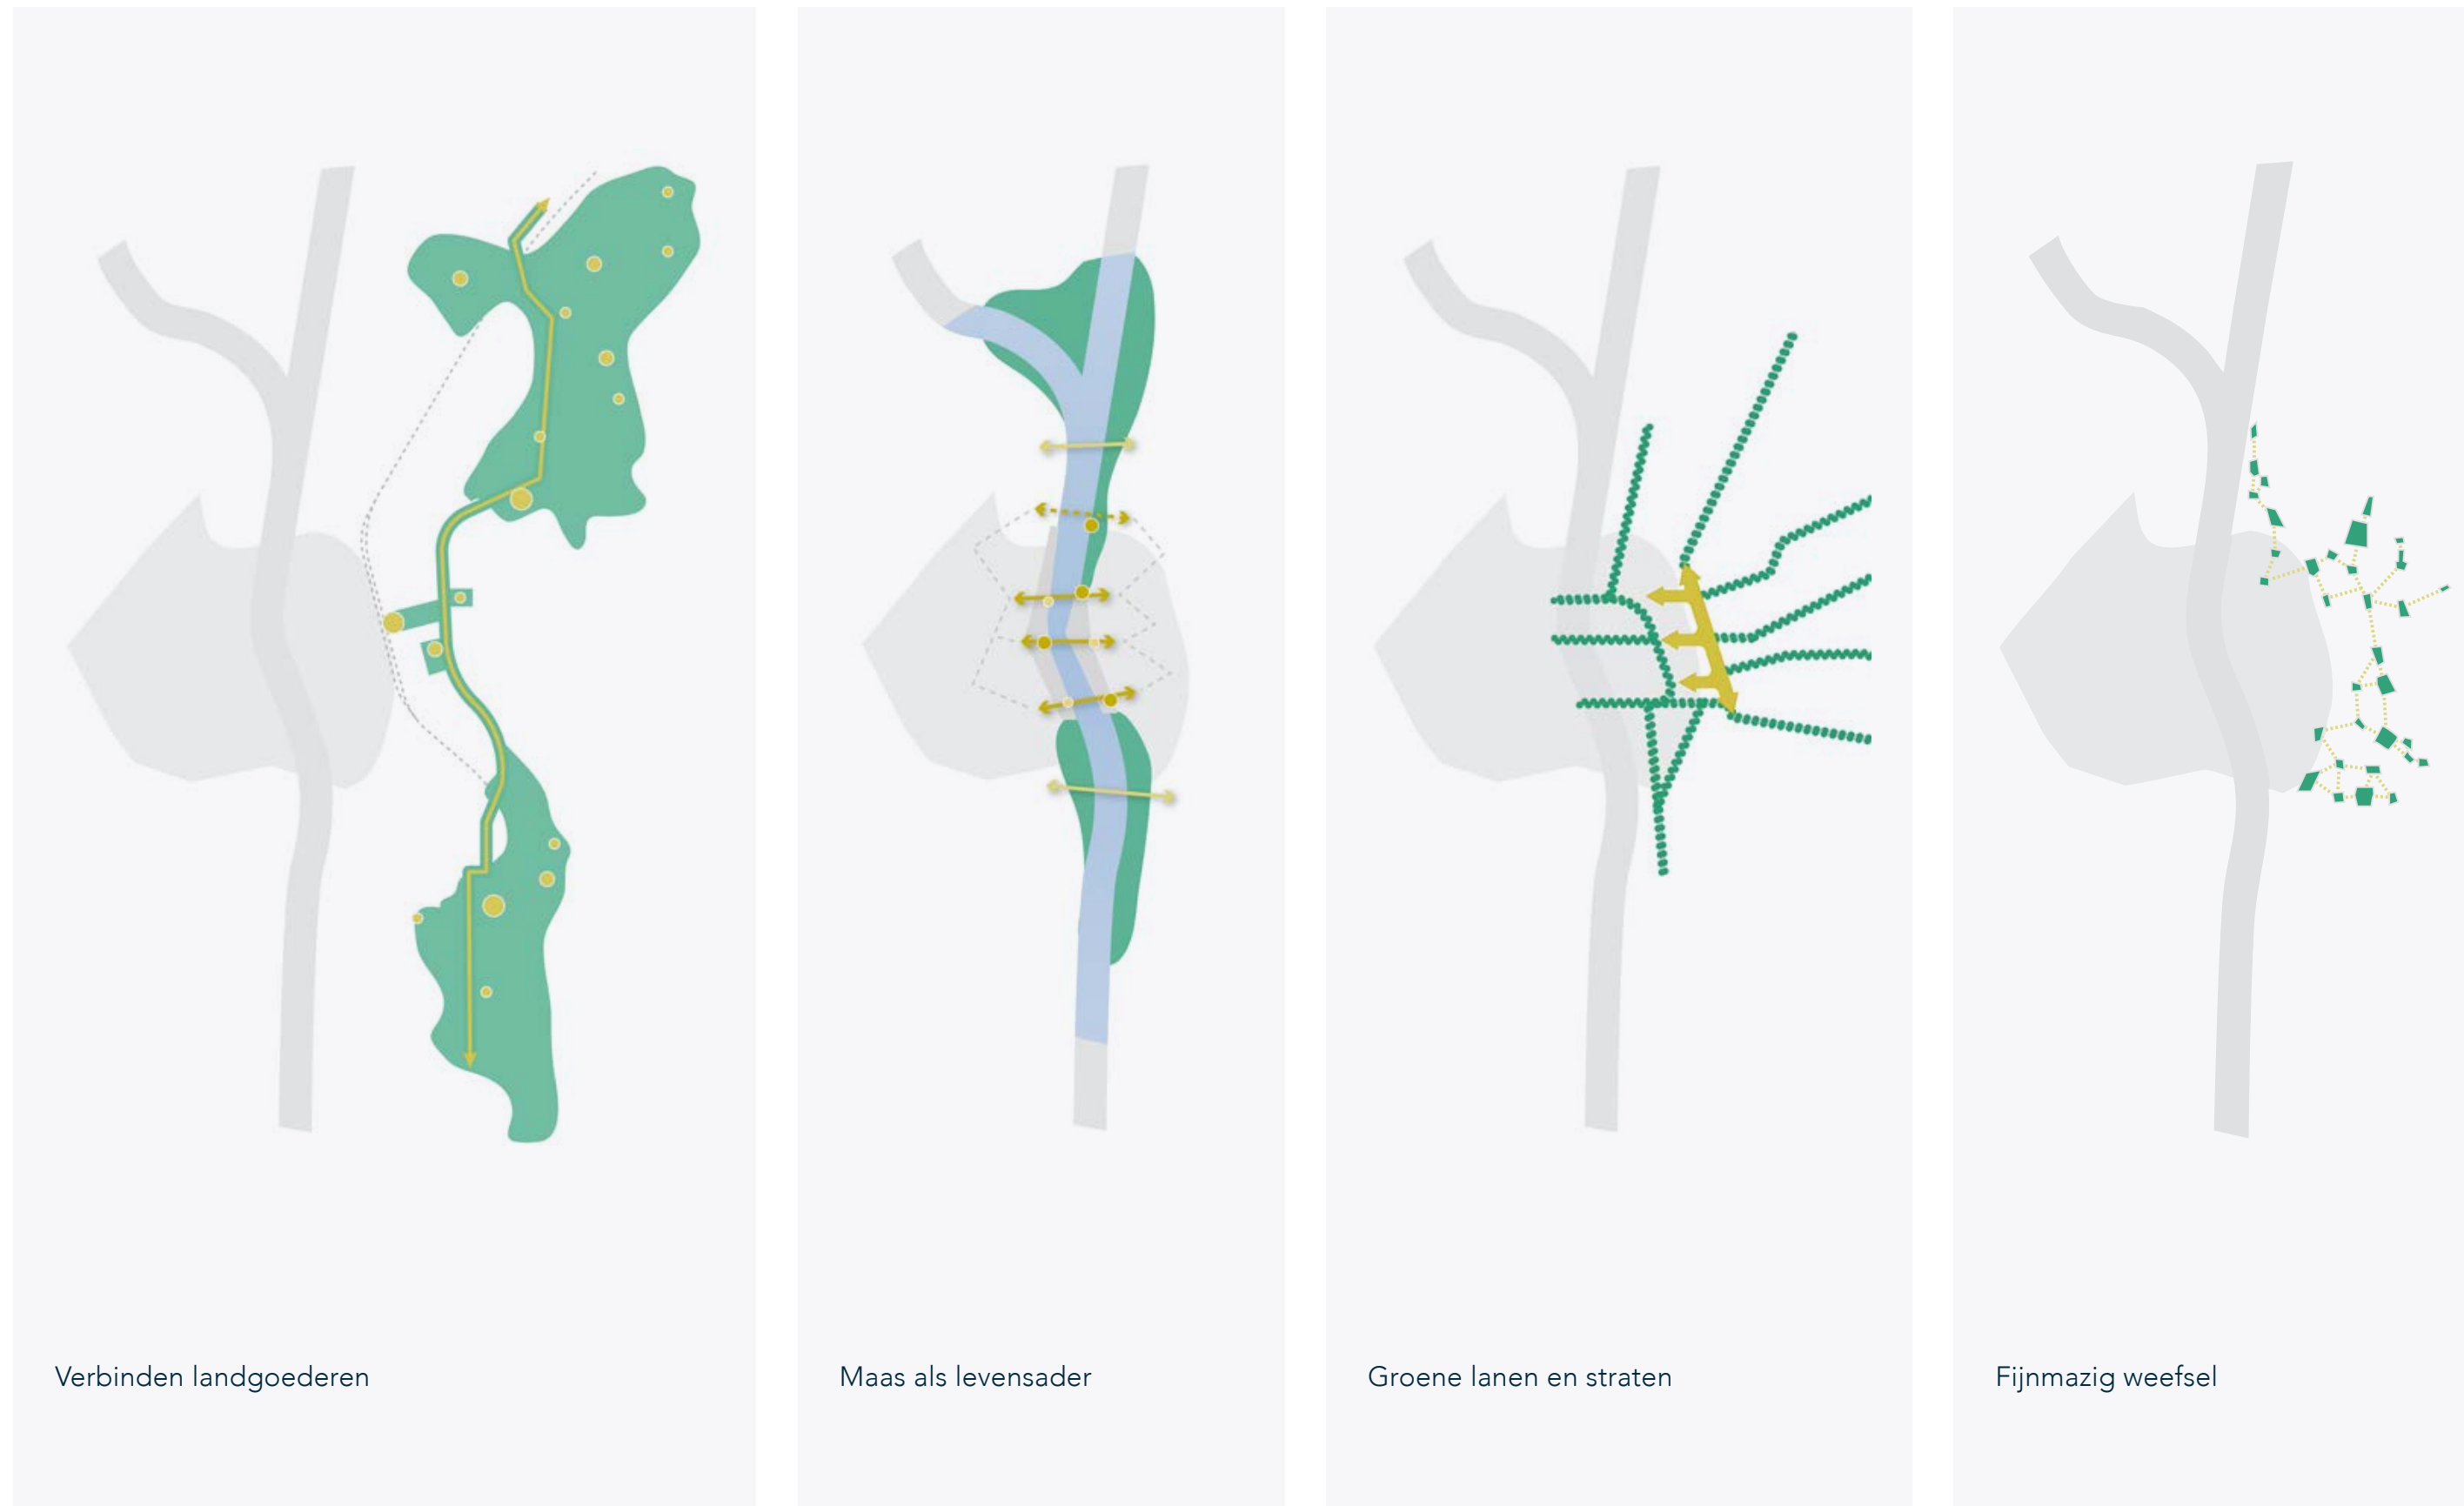 Verbinden landgoederen
Maas als levensader
Groene lanen en straten
Fijnmazig weefsel